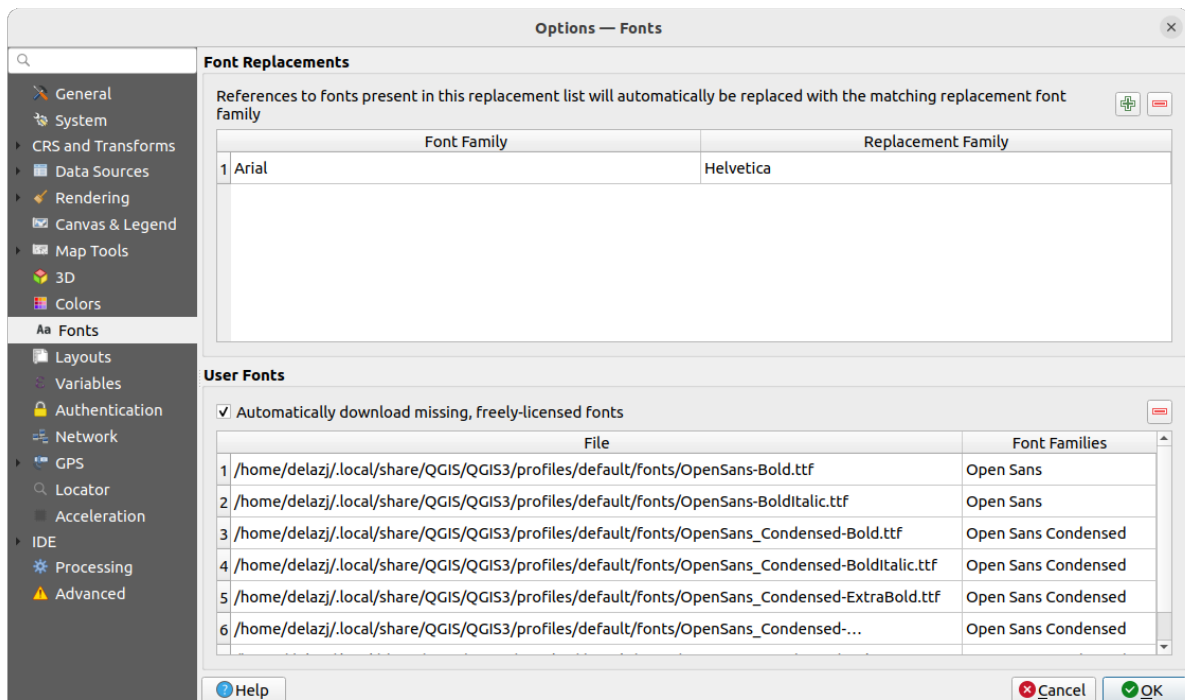 Options — Fonts
General
System
CRS and Transforms
Data Sources
Rendering
Canvas & Legend
Map Tools
3D
Colors
Aa Fonts
Layouts
Variables
Authentication
Network
GPS
Locator
Acceleration
IDE
Processing
Advanced
Font Replacements
References to fonts present in this replacement list will automatically be replaced with the matching replacement font
family
Font Family Replacement Family
1 Arial Helvetica
User Fonts
Automatically download missing, freely-licensed fonts
File Font Families
1 /home/delazj/.local/share/QGIS/QGIS3/profiles/default/fonts/OpenSans-Bold.ttf Open Sans
2 /home/delazj/.local/share/QGIS/QGIS3/profiles/default/fonts/OpenSans-BoldItalic.ttf Open Sans
3 /home/delazj/.local/share/QGIS/QGIS3/profiles/default/fonts/OpenSans_Condensed-Bold.ttf Open Sans Condensed
4 /home/delazj/.local/share/QGIS/QGIS3/profiles/default/fonts/OpenSans_Condensed-BoldItalic.ttf Open Sans Condensed
5 /home/delazj/.local/share/QGIS/QGIS3/profiles/default/fonts/OpenSans_Condensed-ExtraBold.ttf Open Sans Condensed
6 /home/delazj/.local/share/QGIS/QGIS3/profiles/default/fonts/OpenSans_Condensed-... Open Sans Condensed
Help Cancel OK